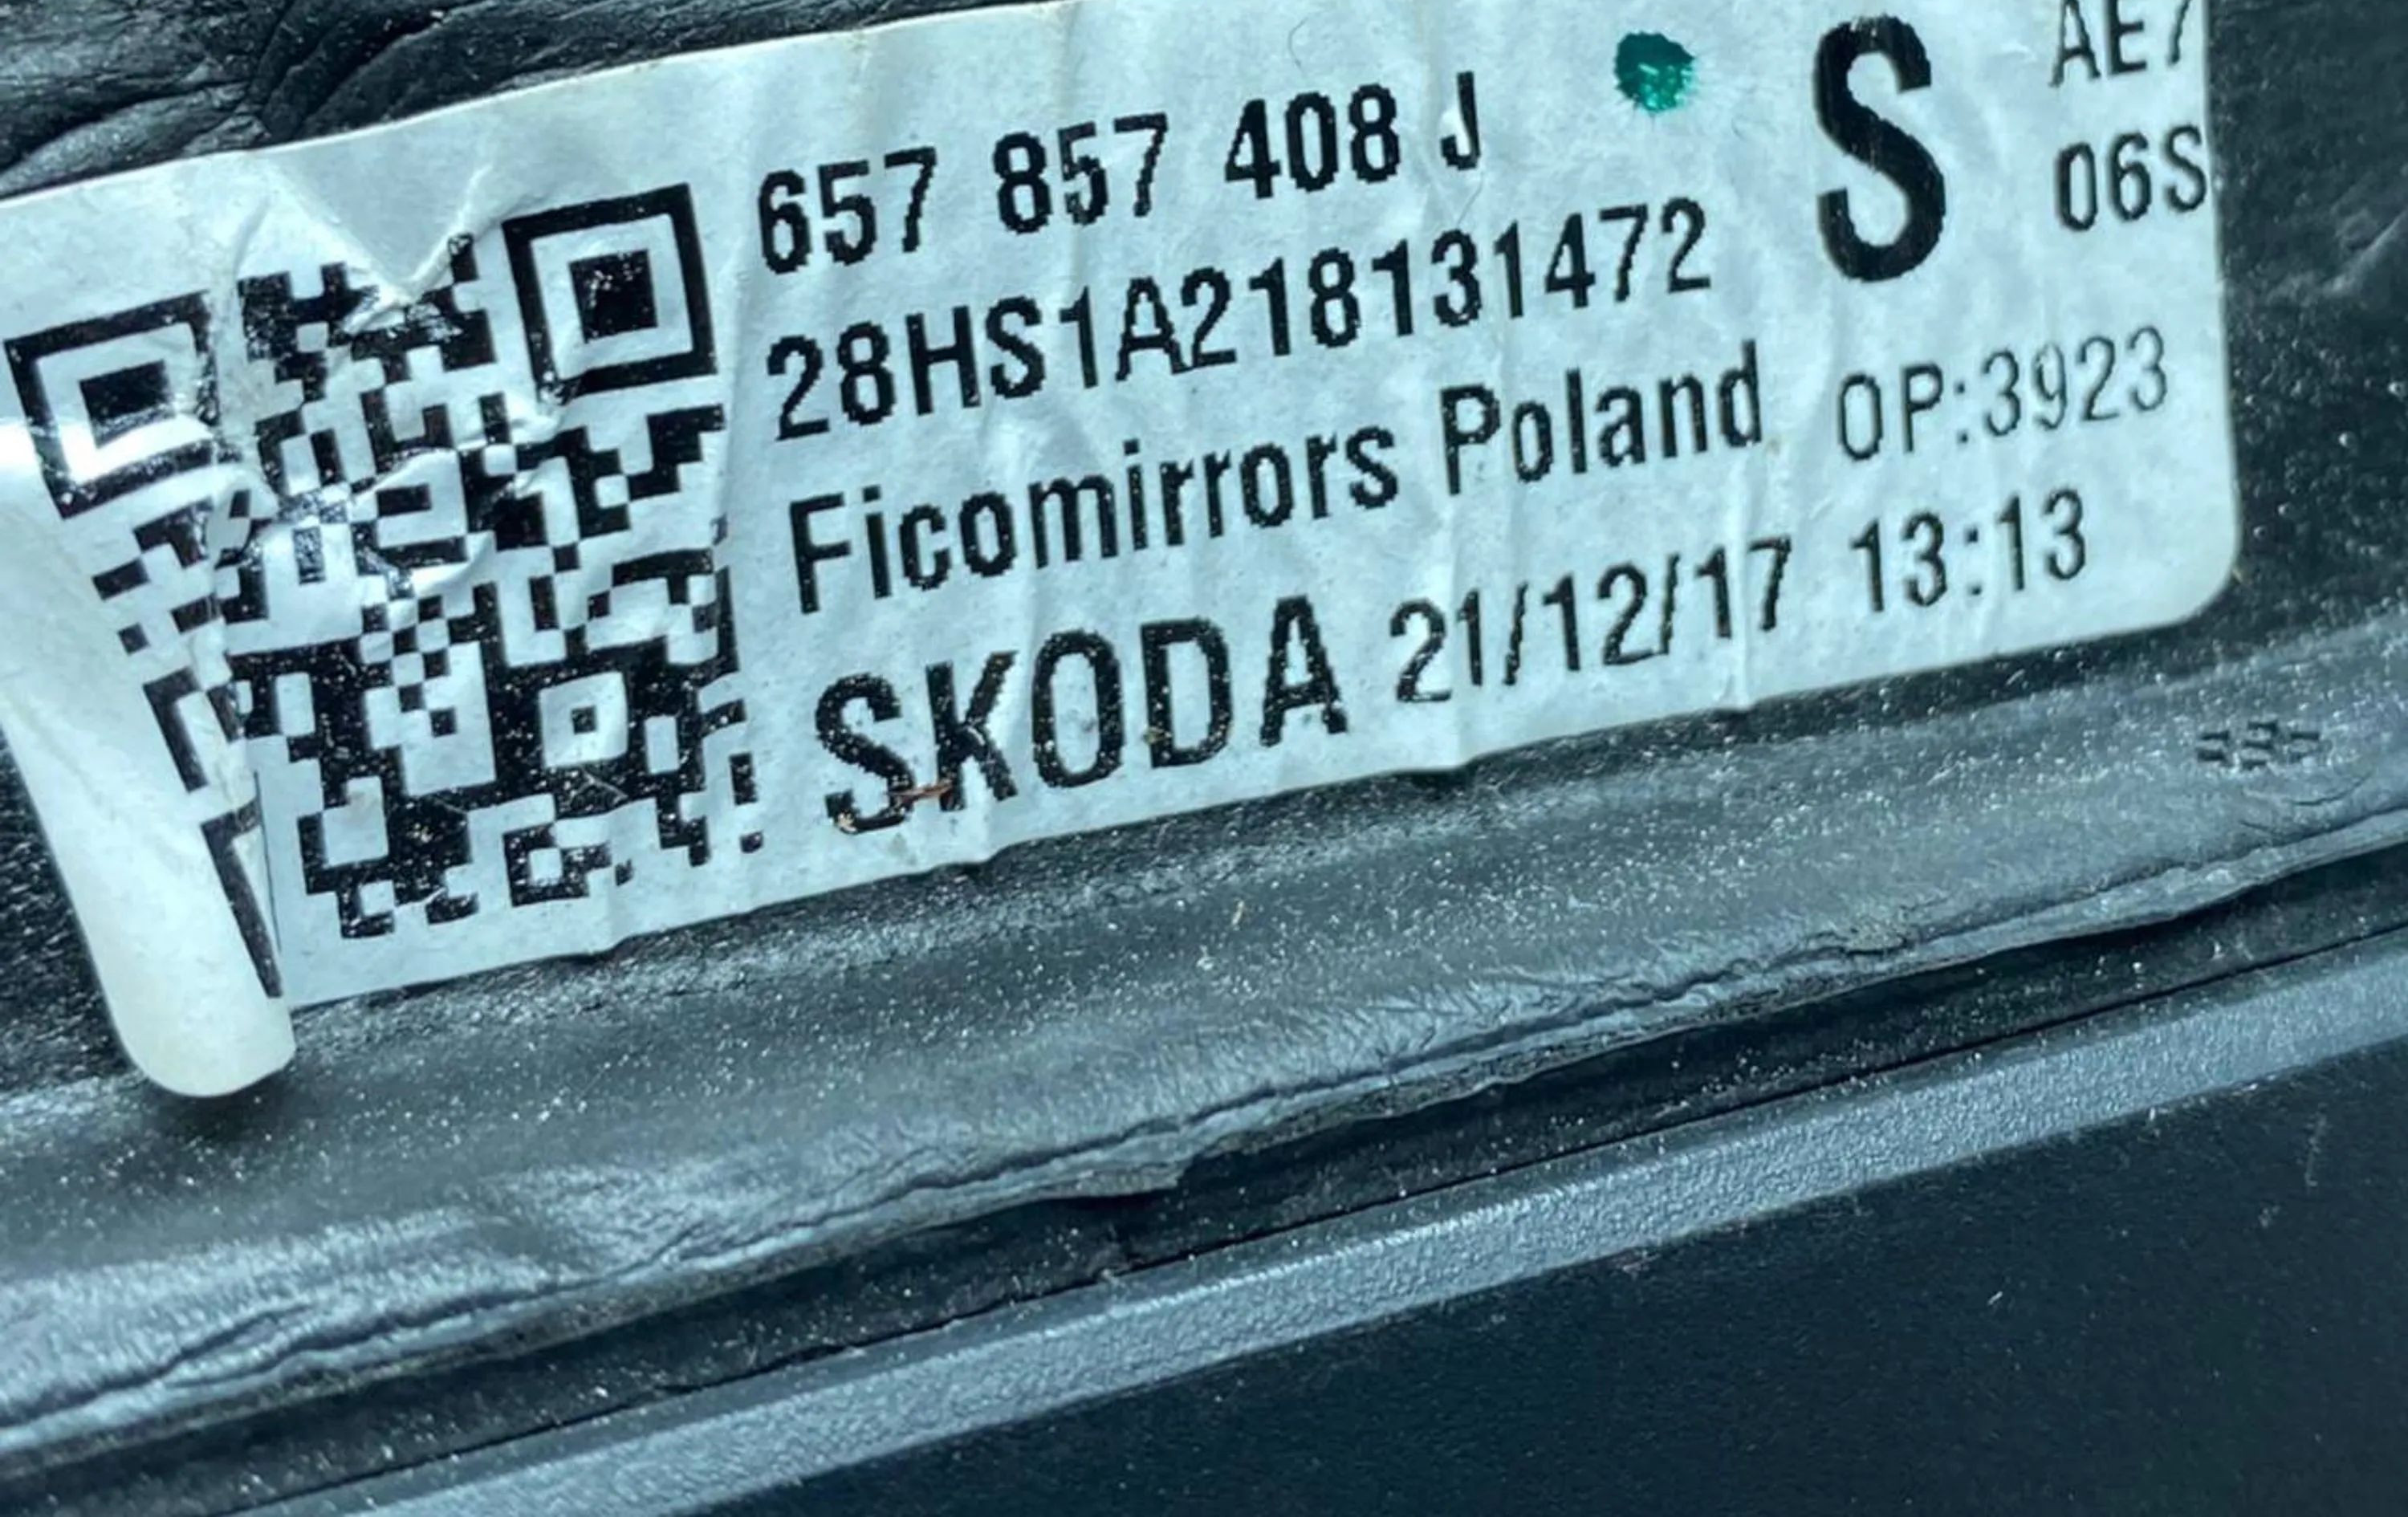 657 857 408 J
S
AE7
06S
28HS1A218131472
Ficomirrors Poland OP:3923
SKODA 21/12/17 13:13